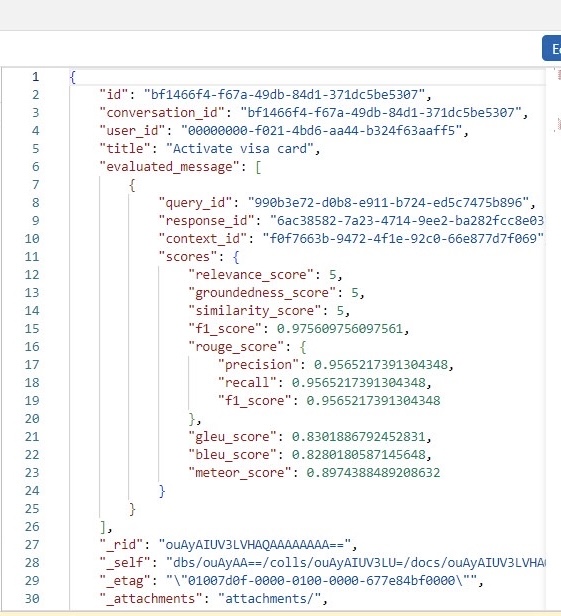 E
1 {
2 "id": "bf1466f4-f67a-49db-84d1-371dc5be5307",
3 "conversation_id": "bf1466f4-f67a-49db-84d1-371dc5be5307",
4 "user_id": "00000000-f021-4bd6-aa44-b324f63aaff5",
5 "title": "Activate visa card",
6 "evaluated_message": [
7 {
8 "query_id": "990b3e72-d0b8-e911-b724-ed5c7475b896",
9 "response_id": "6ac38582-7a23-4714-9ee2-ba282fcc8e03
10 "context_id": "f0f7663b-9472-4f1e-92c0-66e877d7f069"
11 "scores": {
12 "relevance_score": 5,
13 "groundedness_score": 5,
14 "similarity_score": 5,
15 "f1_score": 0.975609756097561,
16 "rouge_score": {
17 "precision": 0.9565217391304348,
18 "recall": 0.9565217391304348,
19 "f1_score": 0.9565217391304348
20 },
21 "gleu_score": 0.8301886792452831,
22 "bleu_score": 0.8280180587145648,
23 "meteor_score": 0.8974388489208632
24 }
25 }
26 ],
27 "_rid": "ouAyAIUV3LVHAQAAAAAAAA==",
28 "_self": "dbs/ouAyAA==/colls/ouAyAIUV3LU=/docs/ouAyAIUV3LVHA
29 "_etag": "\"01007d0f-0000-0100-0000-677e84bf0000\"",
30 "_attachments": "attachments/",